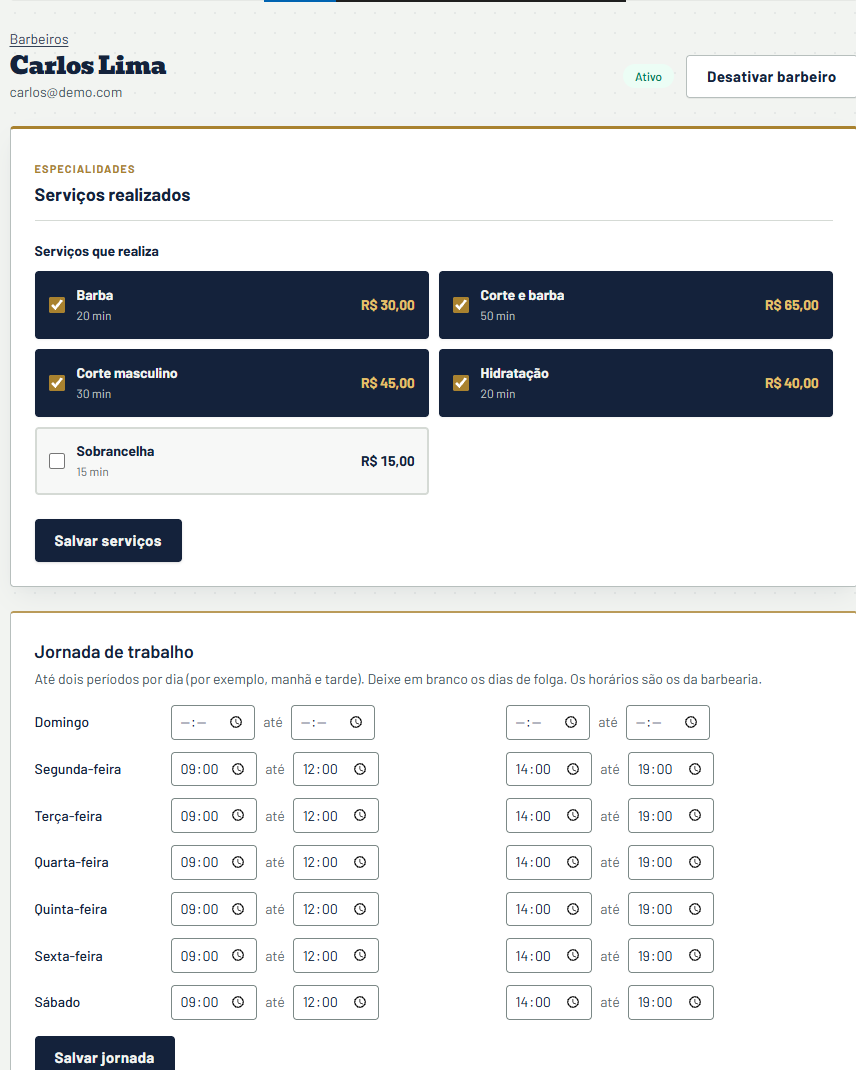 Barbeiros
Carlos Lima
carlos@demo.com
Ativo
Desativar barbeiro
ESPECIALIDADES
Serviços realizados
Serviços que realiza
Barba
20 min
R$ 30,00
Corte e barba
50 min
R$ 65,00
Corte masculino
30 min
R$ 45,00
Hidratação
20 min
R$ 40,00
Sobrancelha
15 min
R$ 15,00
Salvar serviços
Jornada de trabalho
Até dois períodos por dia (por exemplo, manhã e tarde). Deixe em branco os dias de folga. Os horários são os da barbearia.
Domingo --:-- até --:-- --:-- até --:--
Segunda-feira 09:00 até 12:00 14:00 até 19:00
Terça-feira 09:00 até 12:00 14:00 até 19:00
Quarta-feira 09:00 até 12:00 14:00 até 19:00
Quinta-feira 09:00 até 12:00 14:00 até 19:00
Sexta-feira 09:00 até 12:00 14:00 até 19:00
Sábado 09:00 até 12:00 14:00 até 19:00
Salvar jornada